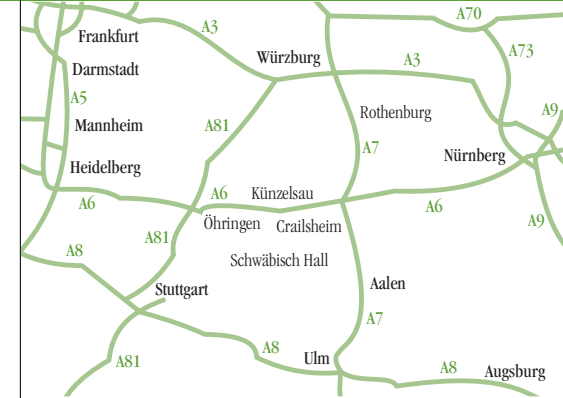 A70
Frankfurt
A3
A73
Würzburg
A3
Darmstadt
A5
A9
Rothenburg
Mannheim
A81
A7
Nürnberg
Heidelberg
A6
A6
Künzelsau
A6
A9
Öhringen
Crailsheim
A81
A8
Schwäbisch Hall
Aalen
Stuttgart
A7
A8
Ulm
A81
A8
Augsburg